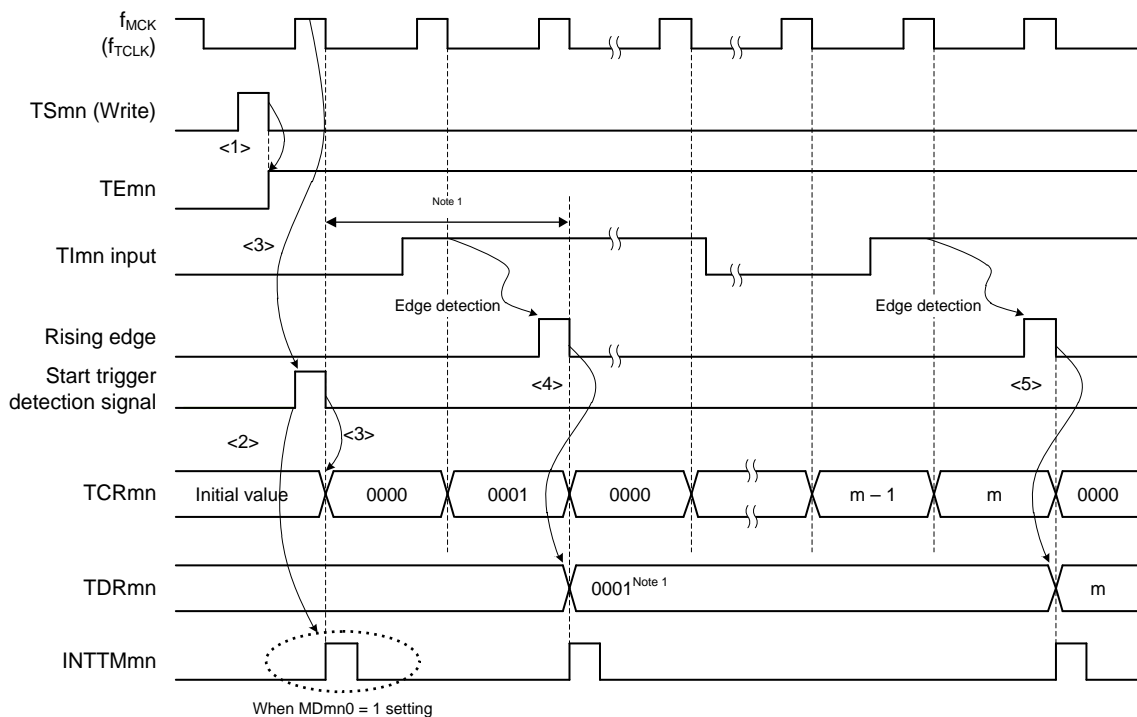 fMCK
(fTCLK)
TSmn (Write)
<1>
TEmn
Note 1
<3>
TImn input
Edge detection
Edge detection
Rising edge
<4>
<5>
Start trigger
detection signal
<2>
<3>
TCRmn
Initial value
0000
0001
0000
m – 1
m
0000
TDRmn
0001Note 1
m
INTTMmn
When MDmn0 = 1 setting